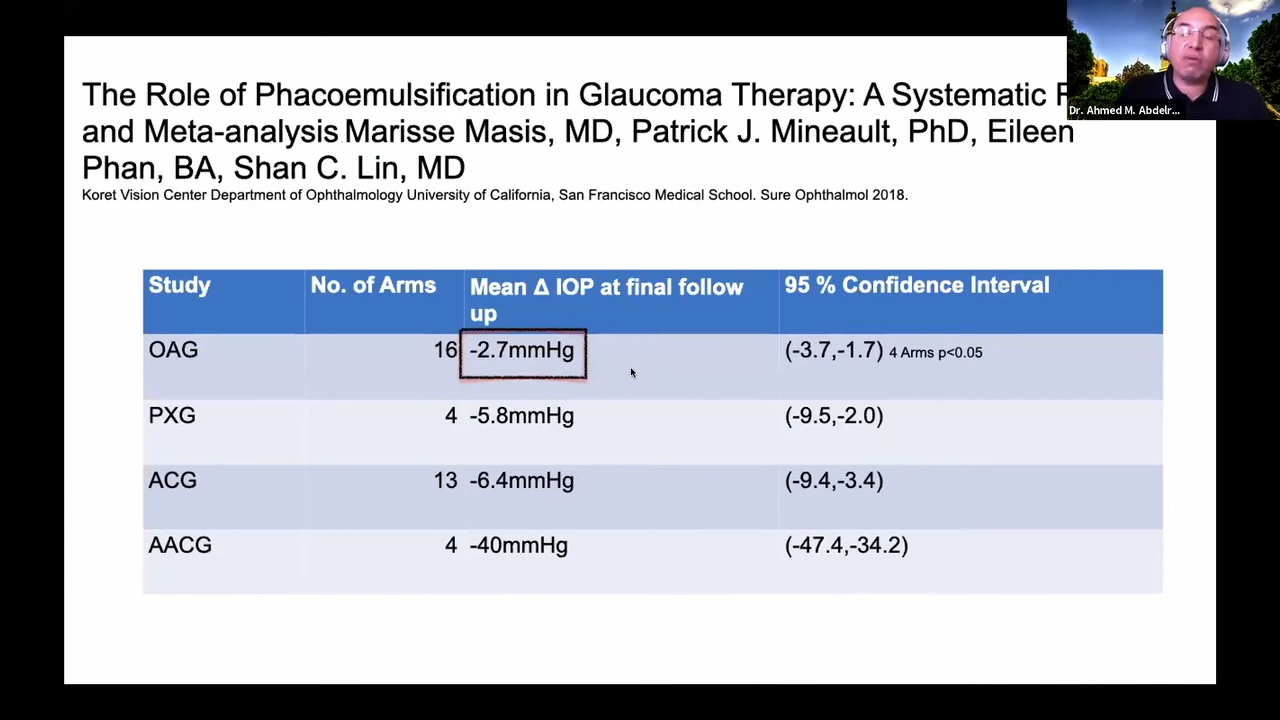 The Role of Phacoemulsification in Glaucoma Therapy: A Systematic
and Meta-analysis Marisse Masis, MD, Patrick J. Mineault, PhD, Eileen
Phan, BA, Shan C. Lin, MD
Koret Vision Center Department of Ophthalmology University of California, San Francisco Medical School. Sure Ophthalmol 2018.
Dr. Ahmed M. Abdelr...
Study No. of Arms Mean Δ IOP at final follow up 95 % Confidence Interval
OAG 16 -2.7mmHg (-3.7,-1.7) 4 Arms p<0.05
PXG 4 -5.8mmHg (-9.5,-2.0)
ACG 13 -6.4mmHg (-9.4,-3.4)
AACG 4 -40mmHg (-47.4,-34.2)